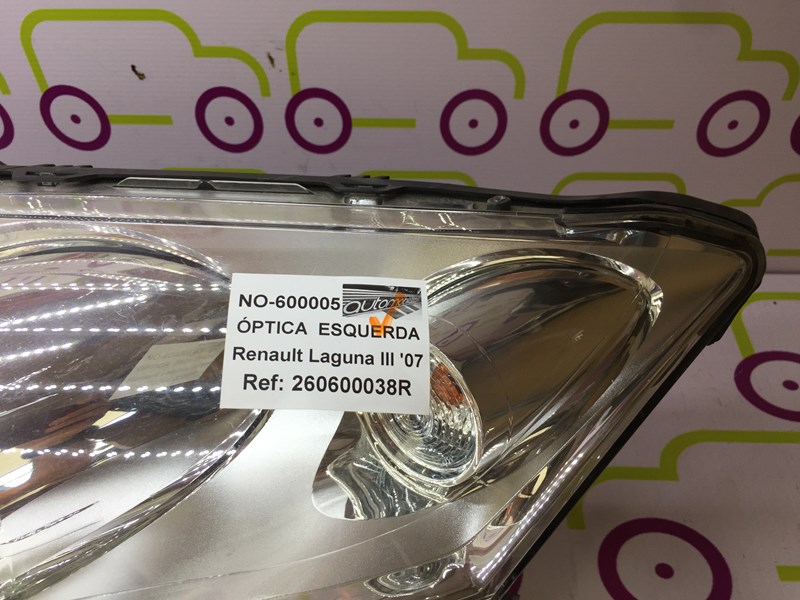 NO-600005
ÓPTICA ESQUERDA
Renault Laguna III '07
Ref: 260600038R